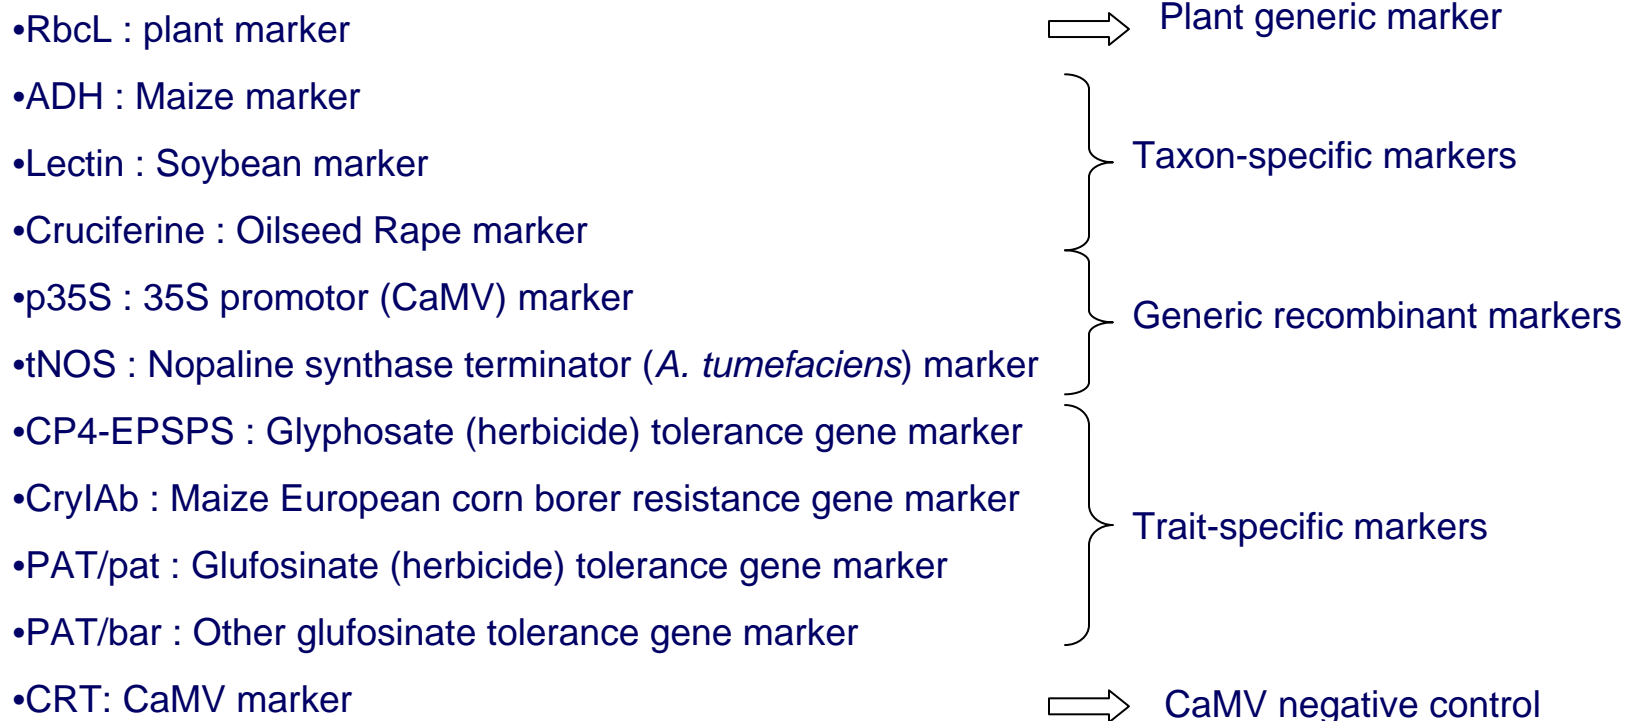 •RbcL : plant marker
Plant generic marker
•ADH : Maize marker
•Lectin : Soybean marker
Taxon-specific markers
•Cruciferine : Oilseed Rape marker
•p35S : 35S promotor (CaMV) marker
Generic recombinant markers
•tNOS : Nopaline synthase terminator (A. tumefaciens) marker
•CP4-EPSPS : Glyphosate (herbicide) tolerance gene marker
•CryIAb : Maize European corn borer resistance gene marker
Trait-specific markers
•PAT/pat : Glufosinate (herbicide) tolerance gene marker
•PAT/bar : Other glufosinate tolerance gene marker
•CRT: CaMV marker
CaMV negative control